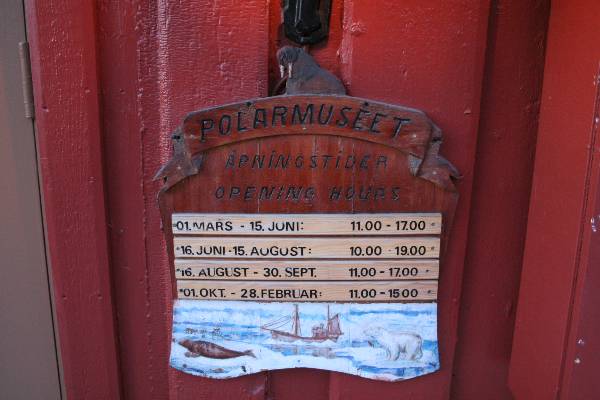 POLARMUSÉET
ÅPNINGSTIDER
OPENING HOURS
01. MARS - 15. JUNI: 11.00 - 17.00
16. JUNI - 15. AUGUST: 10.00 - 19.00
16. AUGUST - 30. SEPT. 11.00 - 17.00
01. OKT. - 28. FEBRUAR: 11.00 - 15.00